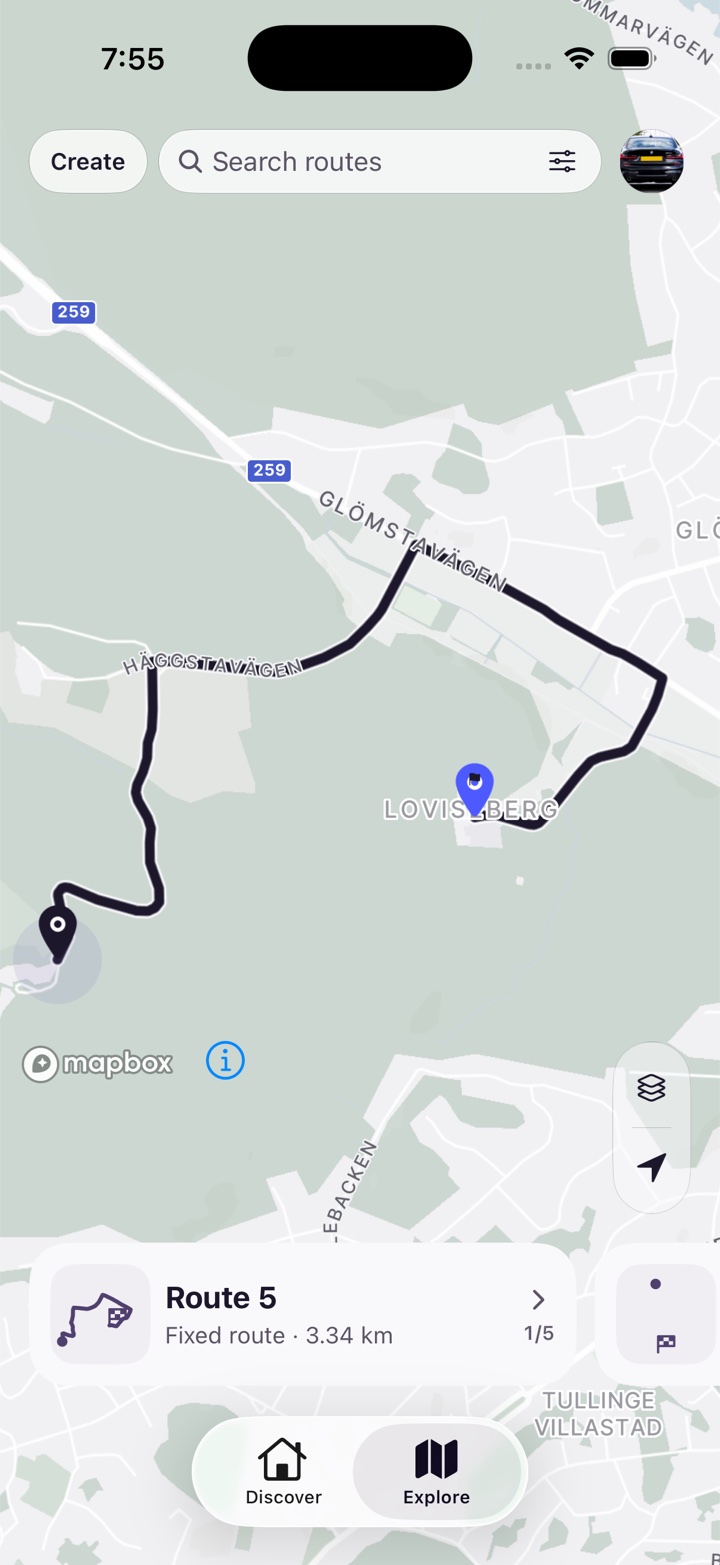 MMARVÄGEN
7:55
Create
Search routes
259
259
GLÖMSTAVÄGEN
GLÖ
HÄGGSTAVÄGEN
LOVISEBERG
mapbox
EBACKEN
Route 5
Fixed route · 3.34 km
1/5
TULLINGE
VILLASTAD
Discover
Explore